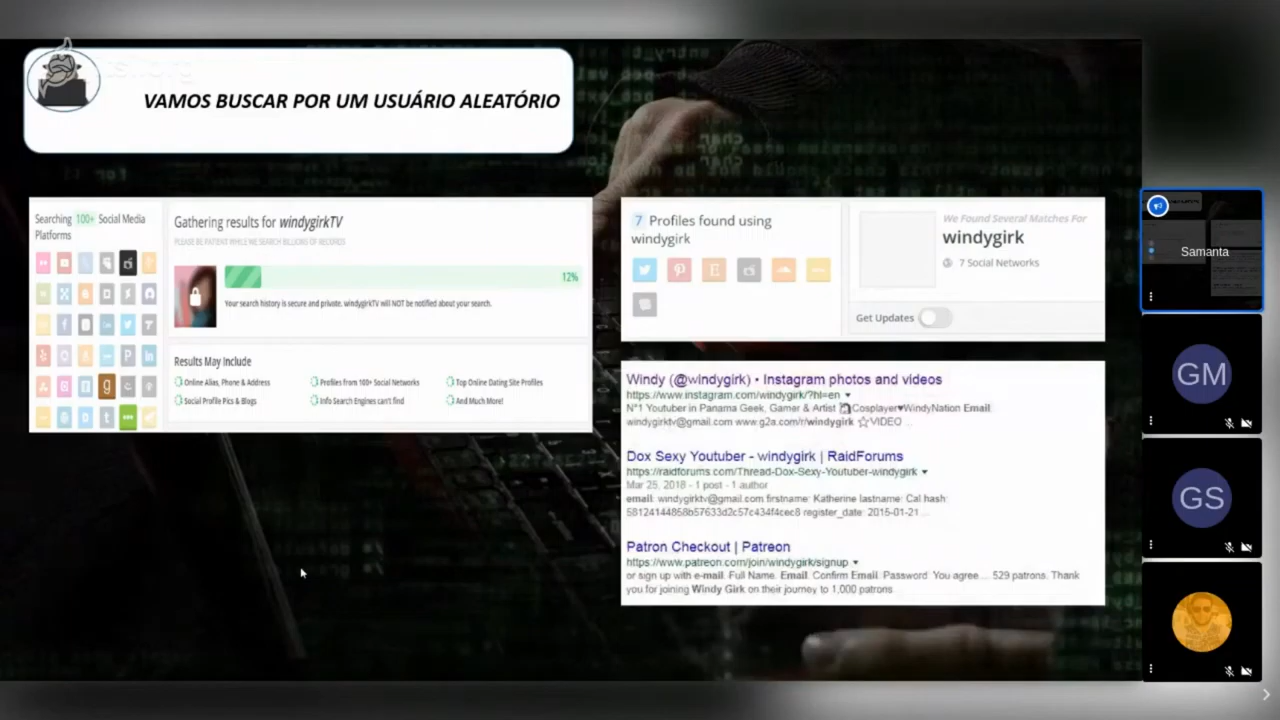 VAMOS BUSCAR POR UM USUÁRIO ALEATÓRIO
Searching 100+ Social Media
Platforms
Gathering results for windygirkTV
PLEASE BE PATIENT WHILE WE SEARCH BILLIONS OF RECORDS
12%
Your search history is secure and private, windygirkTV will NOT be notified about your search.
Results May Include
Online Alias, Phone & Address
Profiles from 100+ Social Networks
Top Online Dating Site Profiles
Social Profile Pics & Blogs
Info Search Engines can't find
And Much More!
7 Profiles found using
windygirk
We Found Several Matches For
windygirk
7 Social Networks
Get Updates
Windy (@windygirk) • Instagram photos and videos
https://www.instagram.com/windygirk/?hl=en
N°1 Youtuber in Panama Geek, Gamer & Artist Cosplayer♥WindyNation Email
windygirktv@gmail.com www.g2a.com/r/windygirk ☆VIDEO ...
Dox Sexy Youtuber - windygirk | RaidForums
https://raidforums.com/Thread-Dox-Sexy-Youtuber-windygirk
Mar 25, 2018 - 1 post - 1 author
email: windygirktv@gmail.com firstname: Katherine lastname: Cal hash:
58124144858b57633d2c57c434f4cec8 register_date: 2015-01-21 ...
Patron Checkout | Patreon
https://www.patreon.com/join/windygirk/signup
or sign up with e-mail. Full Name. Email. Confirm Email. Password. You agree ... 529 patrons. Thank
you for joining Windy Girk on their journey to 1,000 patrons.
Samanta
GM
GS